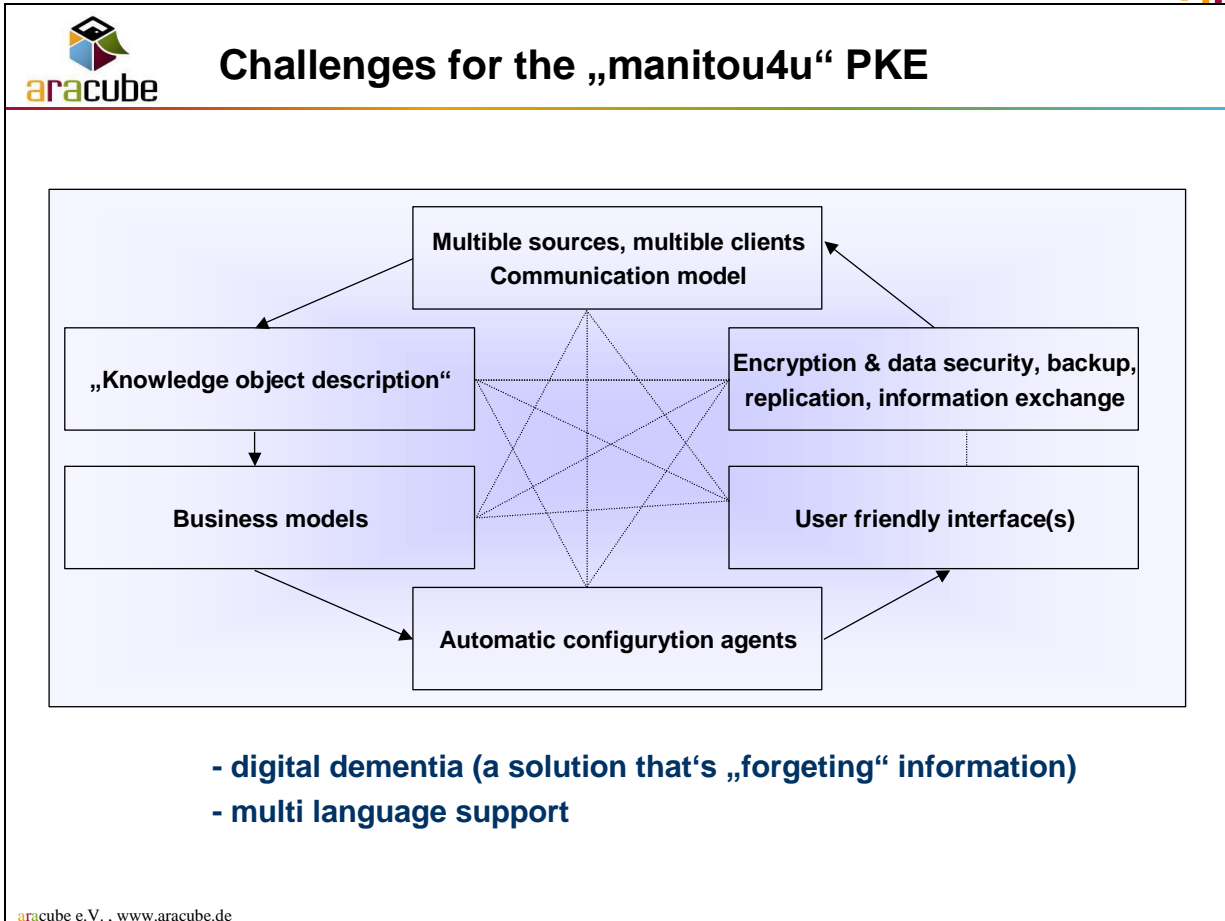 aracube
Challenges for the „manitou4u“ PKE
Multible sources, multible clients
Communication model
„Knowledge object description“
Encryption & data security, backup,
replication, information exchange
Business models
User friendly interface(s)
Automatic configurytion agents
- digital dementia (a solution that‘s „forgeting“ information)
- multi language support
aracube e.V. , www.aracube.de